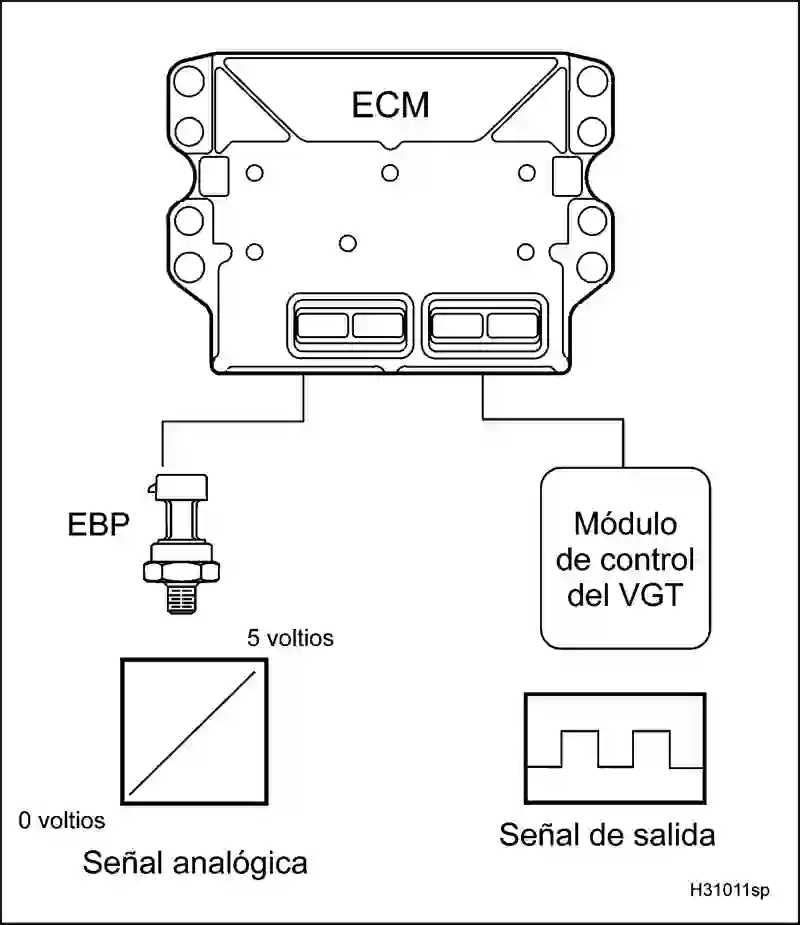 ECM
EBP
Módulo
de control
del VGT
5 voltios
0 voltios
Señal analógica
Señal de salida
H31011sp